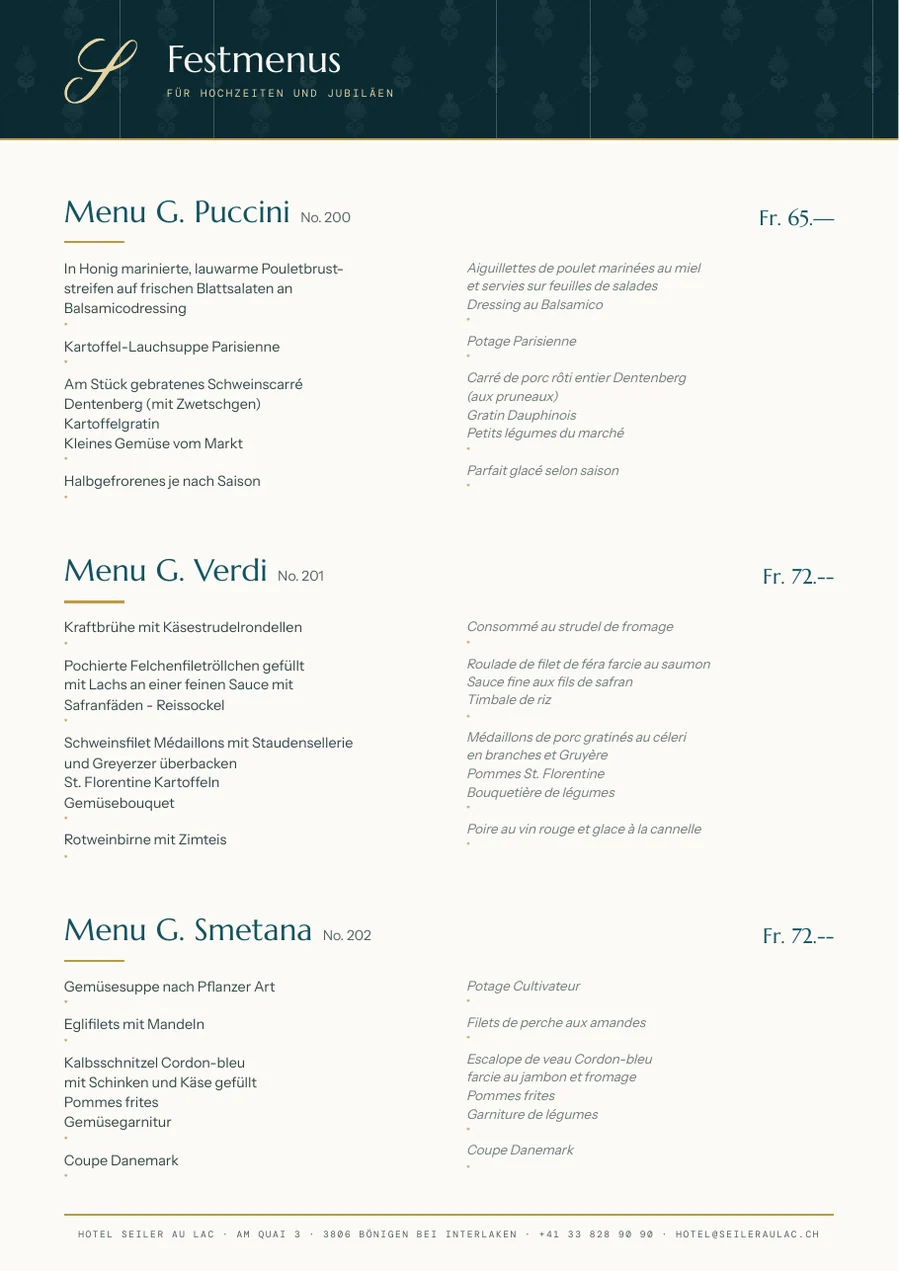 S
Festmenus
FÜR HOCHZEITEN UND JUBILÄEN
Menu G. Puccini No. 200
Fr. 65.—
In Honig marinierte, lauwarme Pouletbrust-
streifen auf frischen Blattsalaten an
Balsamicodressing
Kartoffel-Lauchsuppe Parisienne
Am Stück gebratenes Schweinscarré
Dentenberg (mit Zwetschgen)
Kartoffelgratin
Kleines Gemüse vom Markt
Halbgefrorenes je nach Saison
Aiguillettes de poulet marinées au miel
et servies sur feuilles de salades
Dressing au Balsamico
Potage Parisienne
Carré de porc rôti entier Dentenberg
(aux pruneaux)
Gratin Dauphinois
Petits légumes du marché
Parfait glacé selon saison
Menu G. Verdi No. 201
Fr. 72.--
Kraftbrühe mit Käsestrudelrondellen
Pochierte Felchenfiletröllchen gefüllt
mit Lachs an einer feinen Sauce mit
Safranfäden - Reissockel
Schweinsfilet Médaillons mit Staudensellerie
und Greyerzer überbacken
St. Florentine Kartoffeln
Gemüsebouquet
Rotweinbirne mit Zimteis
Consommé au strudel de fromage
Roulade de filet de féra farcie au saumon
Sauce fine aux fils de safran
Timbale de riz
Médaillons de porc gratinés au céleri
en branches et Gruyère
Pommes St. Florentine
Bouquetière de légumes
Poire au vin rouge et glace à la cannelle
Menu G. Smetana No. 202
Fr. 72.--
Gemüsesuppe nach Pflanzer Art
Eglifilets mit Mandeln
Kalbsschnitzel Cordon-bleu
mit Schinken und Käse gefüllt
Pommes frites
Gemüsegarnitur
Coupe Danemark
Potage Cultivateur
Filets de perche aux amandes
Escalope de veau Cordon-bleu
farcie au jambon et fromage
Pommes frites
Garniture de légumes
Coupe Danemark
HOTEL SEILER AU LAC · AM QUAI 3 · 3806 BÖNIGEN BEI INTERLAKEN · +41 33 828 90 90 · HOTEL@SEILERAULAC.CH